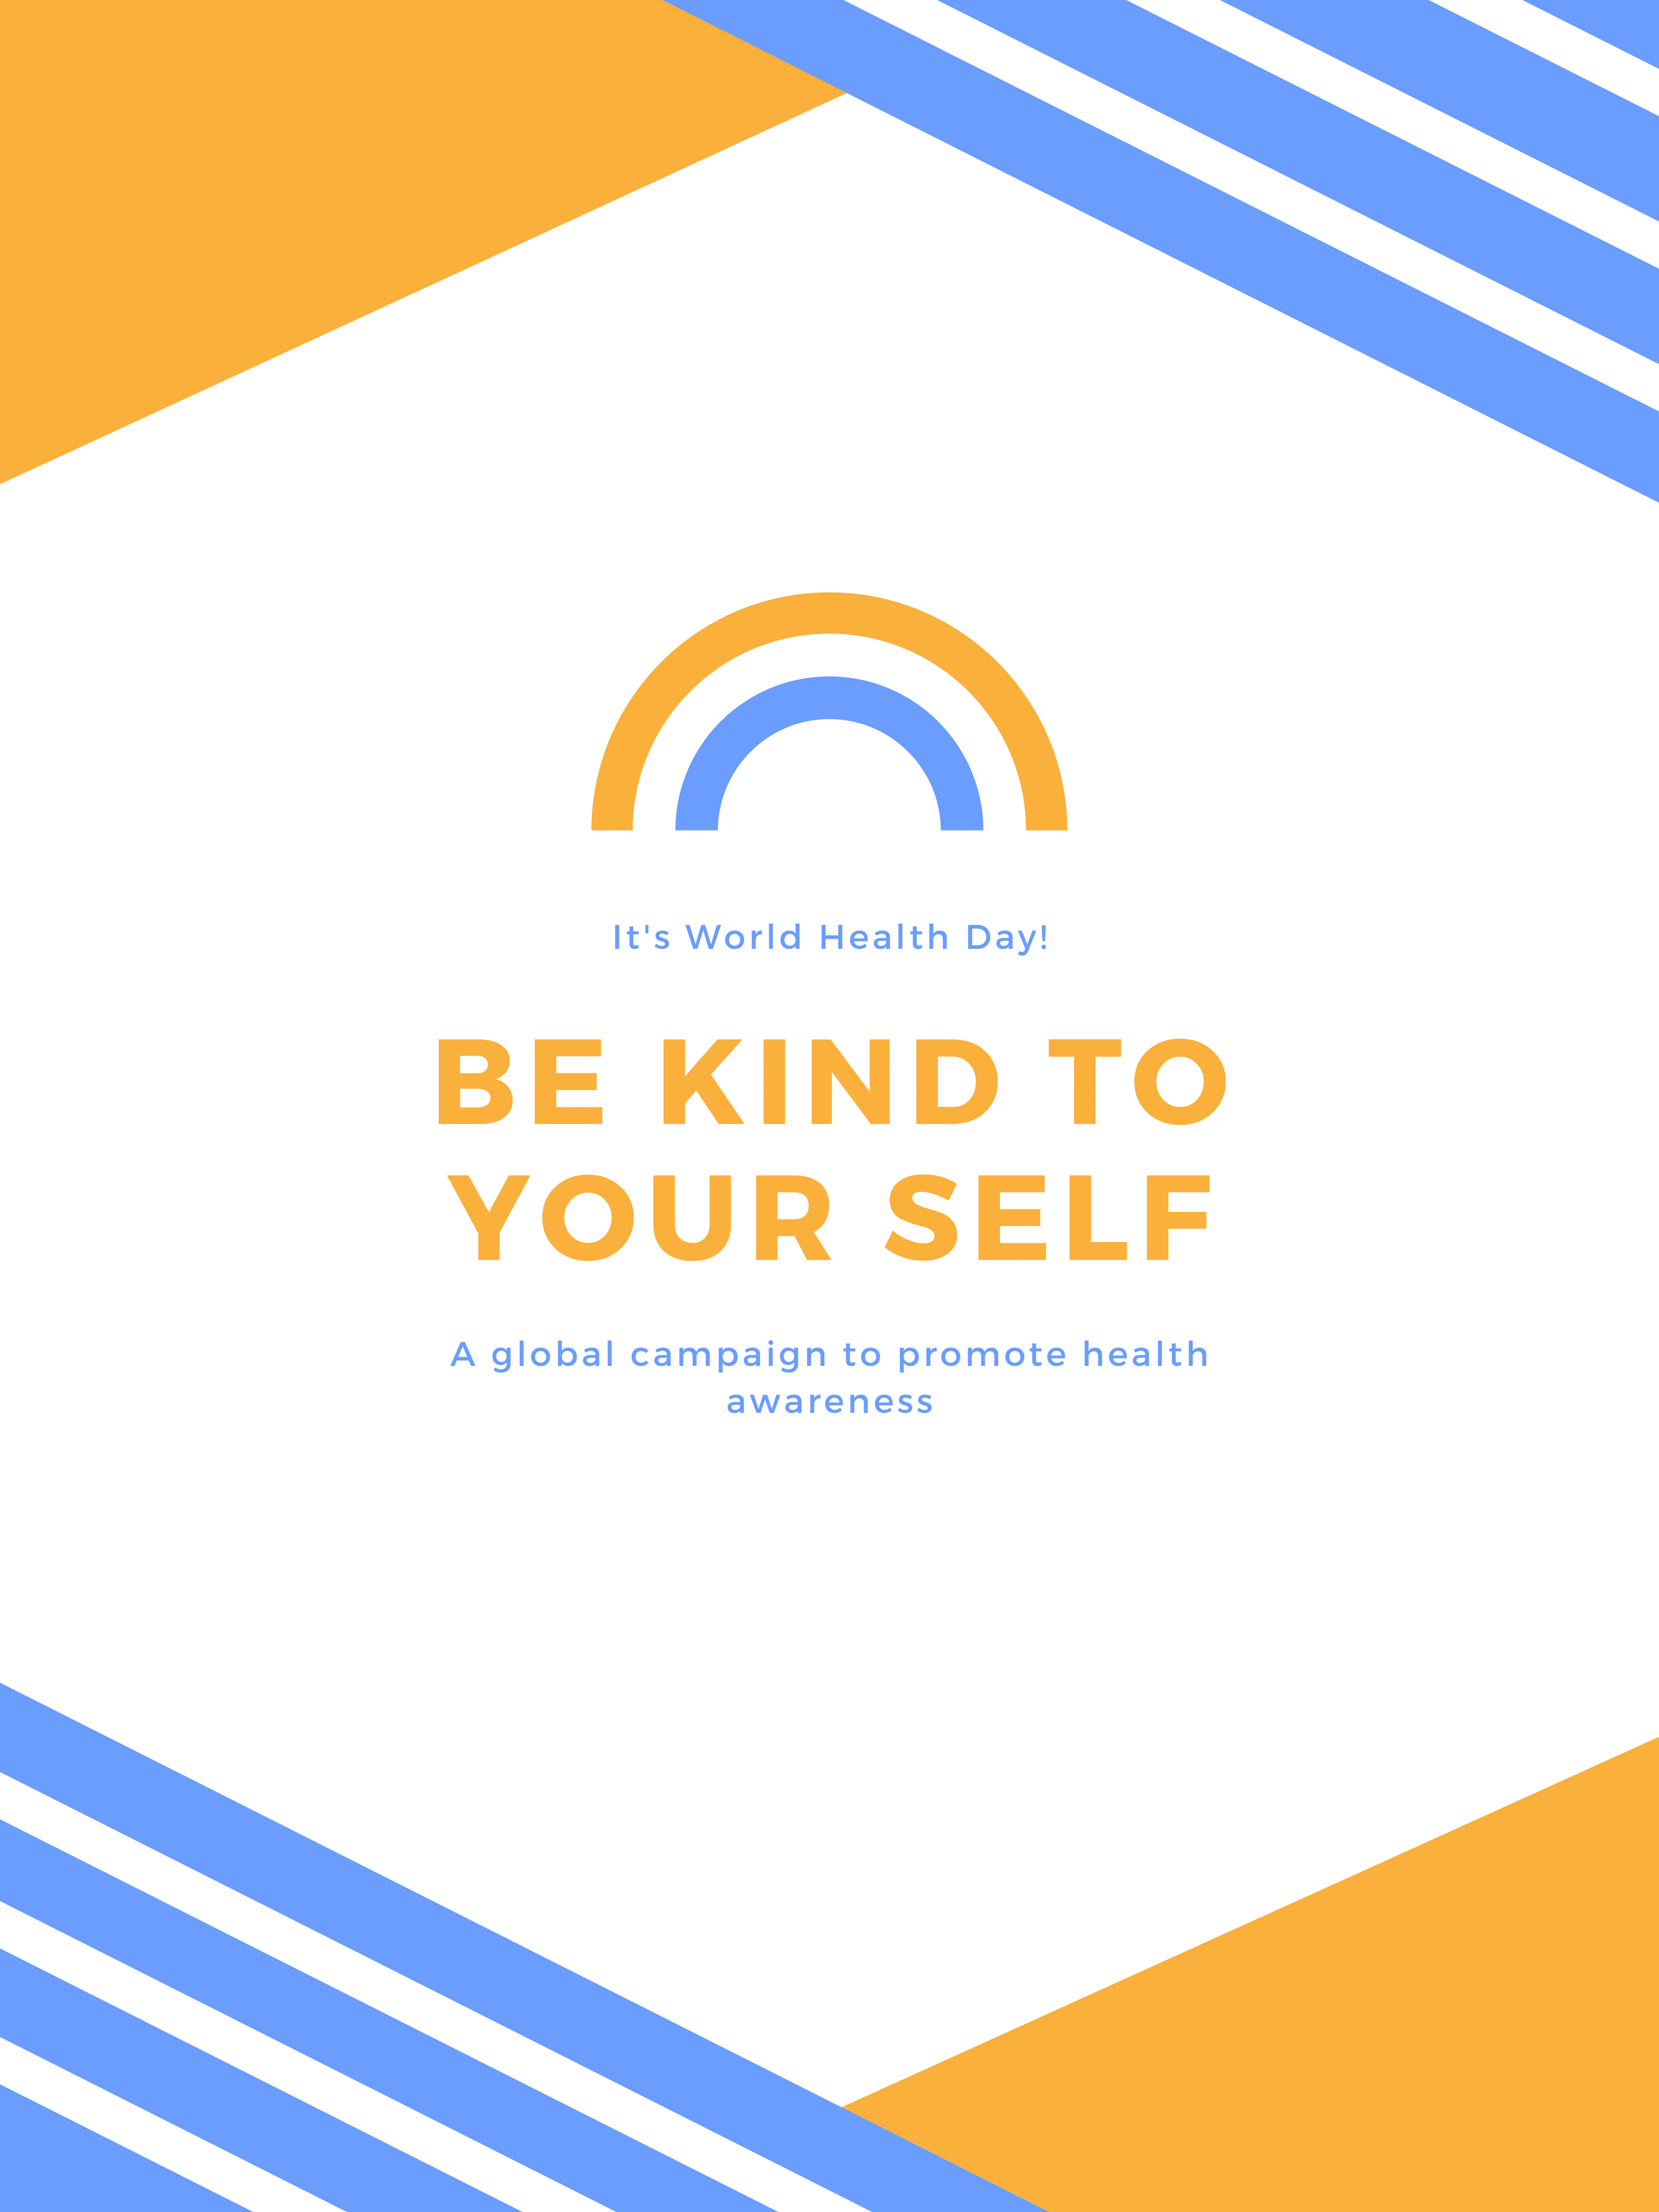 It's World Health Day!
BE KIND TO
YOUR SELF
A global campaign to promote health
awareness